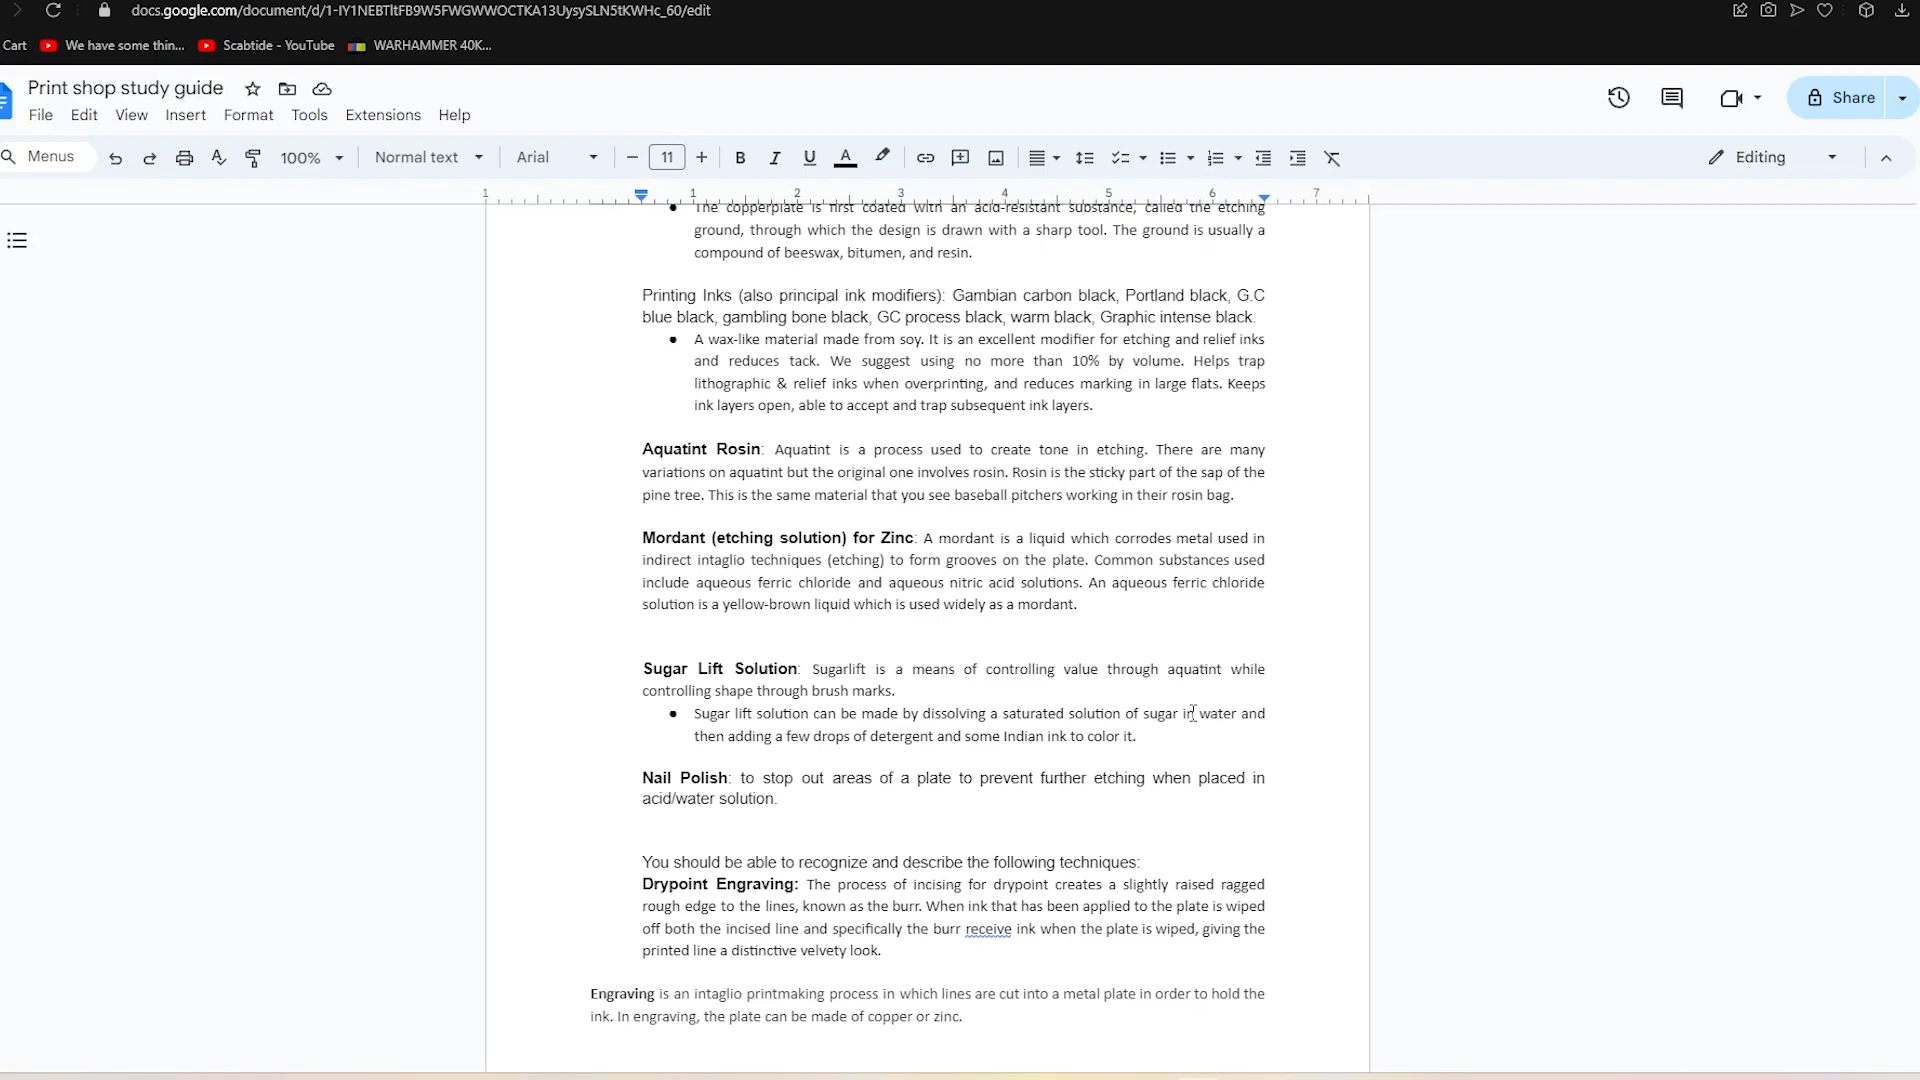 docs.google.com/document/d/1-IY1NEBTltFB9W5FWGWWOCTKA13UysySLN5tKWHc_60/edit
Cart We have some thin... Scabtide - YouTube WARHAMMER 40K...
Print shop study guide
File Edit View Insert Format Tools Extensions Help
Share
Menus 100% Normal text Arial 11 B I U A Editing
1 1 2 3 4 5 6 7
The copperplate is first coated with an acid-resistant substance, called the etching
ground, through which the design is drawn with a sharp tool. The ground is usually a
compound of beeswax, bitumen, and resin.
Printing Inks (also principal ink modifiers): Gambian carbon black, Portland black, G.C
blue black, gambling bone black, GC process black, warm black, Graphic intense black.
A wax-like material made from soy. It is an excellent modifier for etching and relief inks
and reduces tack. We suggest using no more than 10% by volume. Helps trap
lithographic & relief inks when overprinting, and reduces marking in large flats. Keeps
ink layers open, able to accept and trap subsequent ink layers.
Aquatint Rosin: Aquatint is a process used to create tone in etching. There are many
variations on aquatint but the original one involves rosin. Rosin is the sticky part of the sap of the
pine tree. This is the same material that you see baseball pitchers working in their rosin bag.
Mordant (etching solution) for Zinc: A mordant is a liquid which corrodes metal used in
indirect intaglio techniques (etching) to form grooves on the plate. Common substances used
include aqueous ferric chloride and aqueous nitric acid solutions. An aqueous ferric chloride
solution is a yellow-brown liquid which is used widely as a mordant.
Sugar Lift Solution: Sugarlift is a means of controlling value through aquatint while
controlling shape through brush marks.
Sugar lift solution can be made by dissolving a saturated solution of sugar in water and
then adding a few drops of detergent and some Indian ink to color it.
Nail Polish: to stop out areas of a plate to prevent further etching when placed in
acid/water solution.
You should be able to recognize and describe the following techniques:
Drypoint Engraving: The process of incising for drypoint creates a slightly raised ragged
rough edge to the lines, known as the burr. When ink that has been applied to the plate is wiped
off both the incised line and specifically the burr receive ink when the plate is wiped, giving the
printed line a distinctive velvety look.
Engraving is an intaglio printmaking process in which lines are cut into a metal plate in order to hold the
ink. In engraving, the plate can be made of copper or zinc.